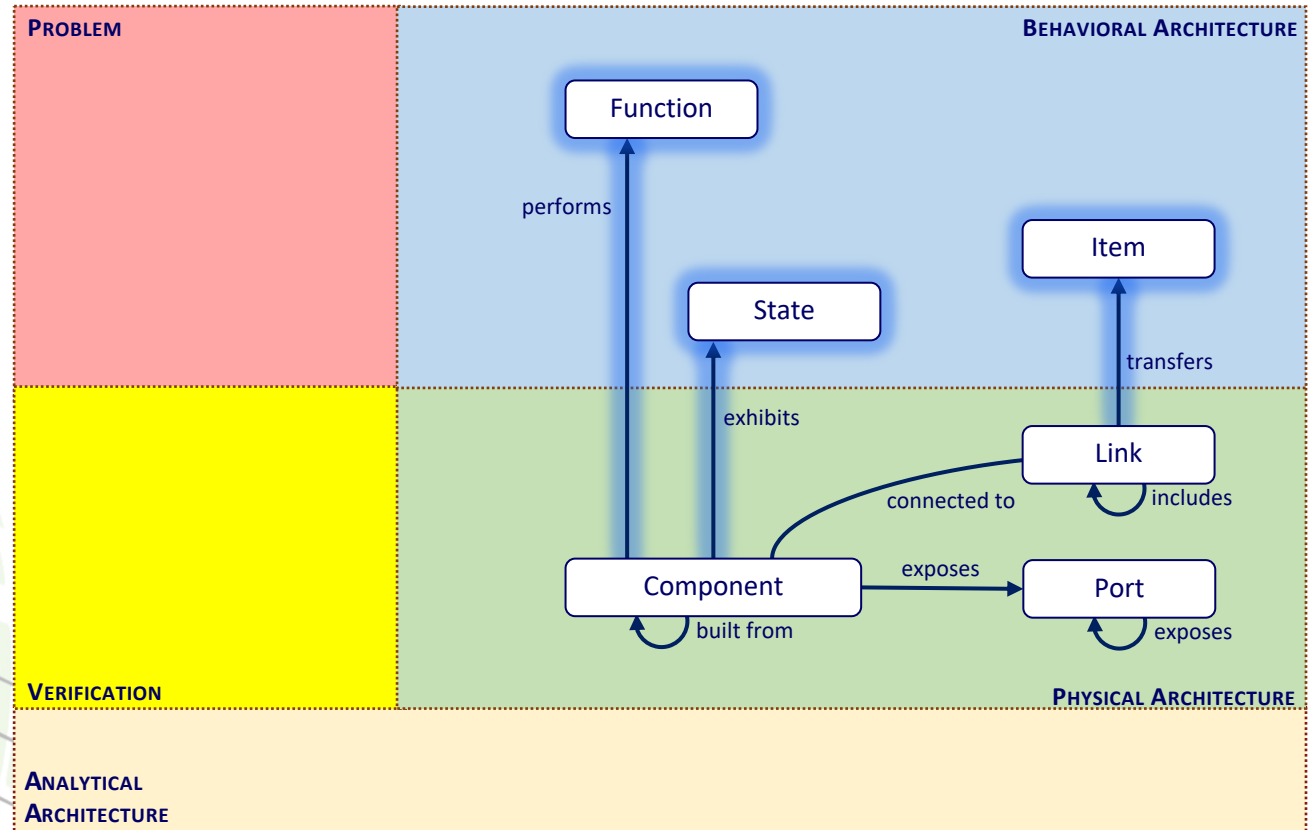 PROBLEM
BEHAVIORAL ARCHITECTURE
Function
performs
Item
State
transfers
exhibits
Link
connected to
includes
Component
exposes
Port
built from
exposes
VERIFICATION
PHYSICAL ARCHITECTURE
ANALYTICAL
ARCHITECTURE